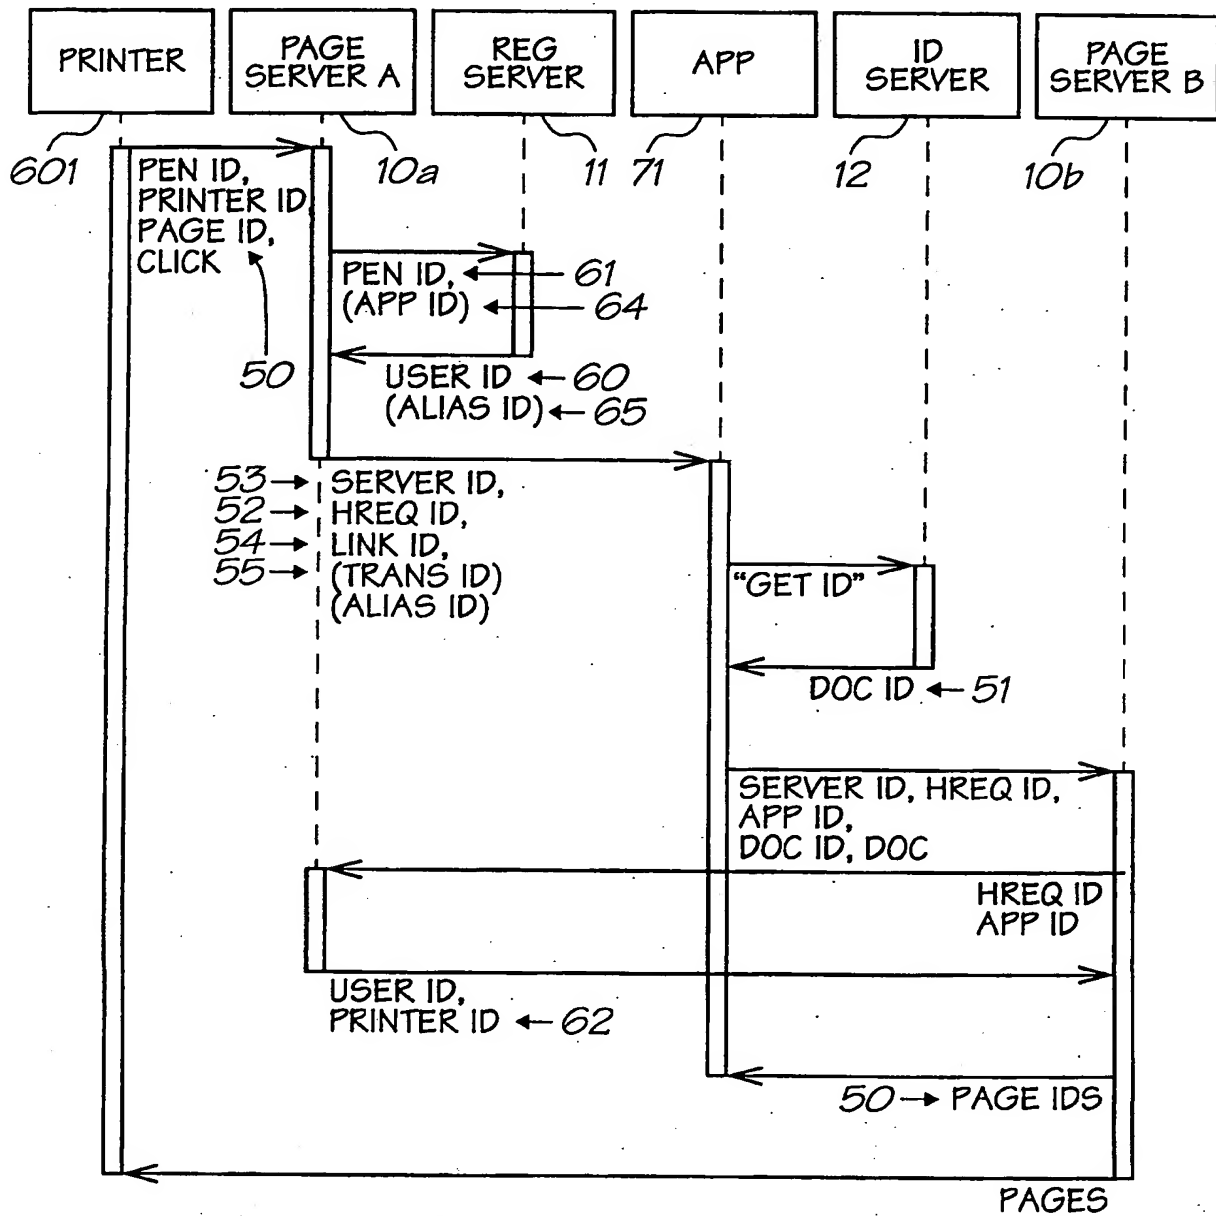 PRINTER
PAGE
SERVER A
REG
SERVER
APP
ID
SERVER
PAGE
SERVER B
601
10a
11
71
12
10b
PEN ID,
PRINTER ID,
PAGE ID,
CLICK
50
PEN ID,
61
(APP ID)
64
USER ID
60
(ALIAS ID)
65
53
SERVER ID,
52
HREQ ID,
54
LINK ID,
55
(TRANS ID)
(ALIAS ID)
"GET ID"
DOC ID
51
SERVER ID, HREQ ID,
APP ID,
DOC ID, DOC
HREQ ID
APP ID
USER ID,
PRINTER ID
62
50
PAGE IDS
PAGES